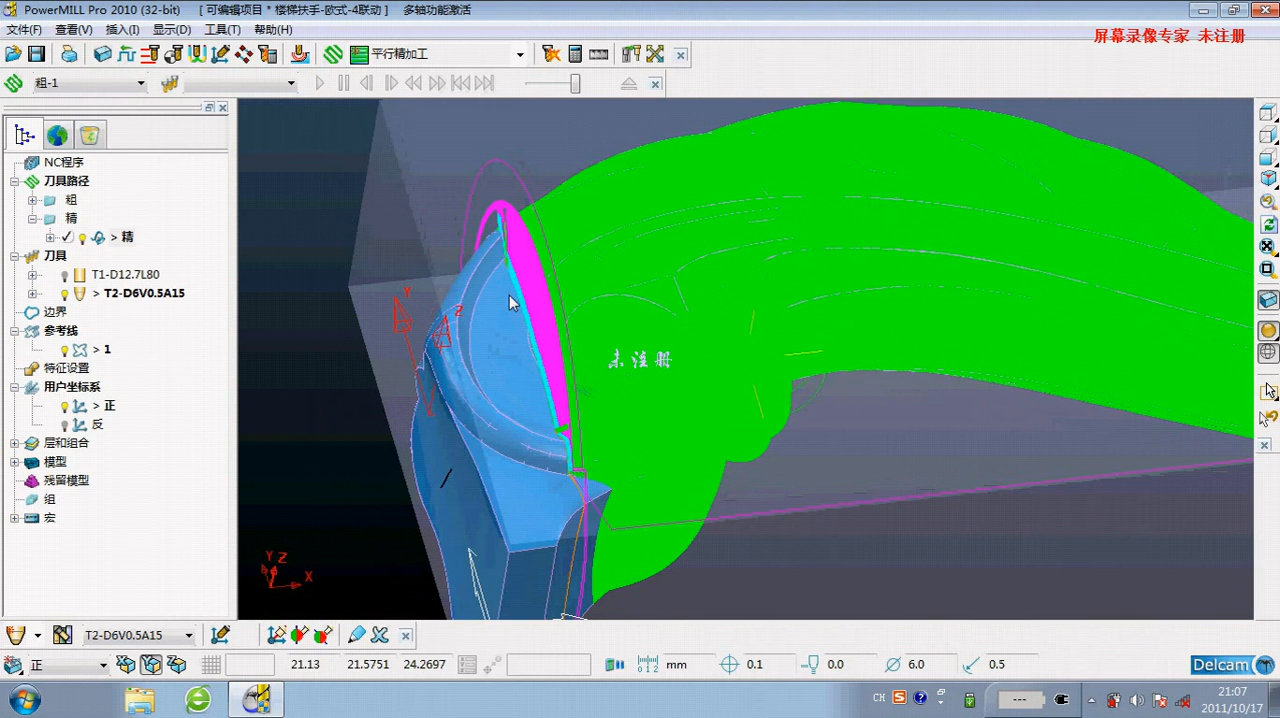 PowerMILL Pro 2010 (32-bit) [ 可编辑项目 * 楼梯扶手-欧式-4联动 ] 多轴功能激活
文件(F) 查看(V) 插入(I) 显示(D) 工具(T) 帮助(H)
屏幕录像专家 未注册
平行精加工
粗-1
NC程序
刀具路径
粗
精
> 精
刀具
T1-D12.7L80
> T2-D6V0.5A15
边界
参考线
> 1
特征设置
用户坐标系
> 正
反
层和组合
模型
残留模型
组
宏
Y
Z
未注册
Y Z
X
T2-D6V0.5A15
正 21.13 21.5751 24.2697 mm 0.1 0.0 6.0 0.5 Delcam
CH
21:07
2011/10/17